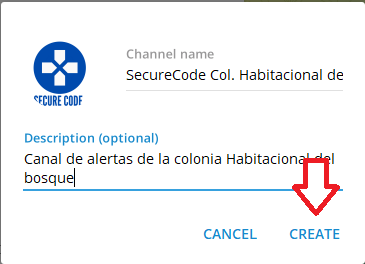 Channel name
SecureCode Col. Habitacional de
SECURE CODE
Description (optional)
Canal de alertas de la colonia Habitacional del
bosque
CANCEL CREATE